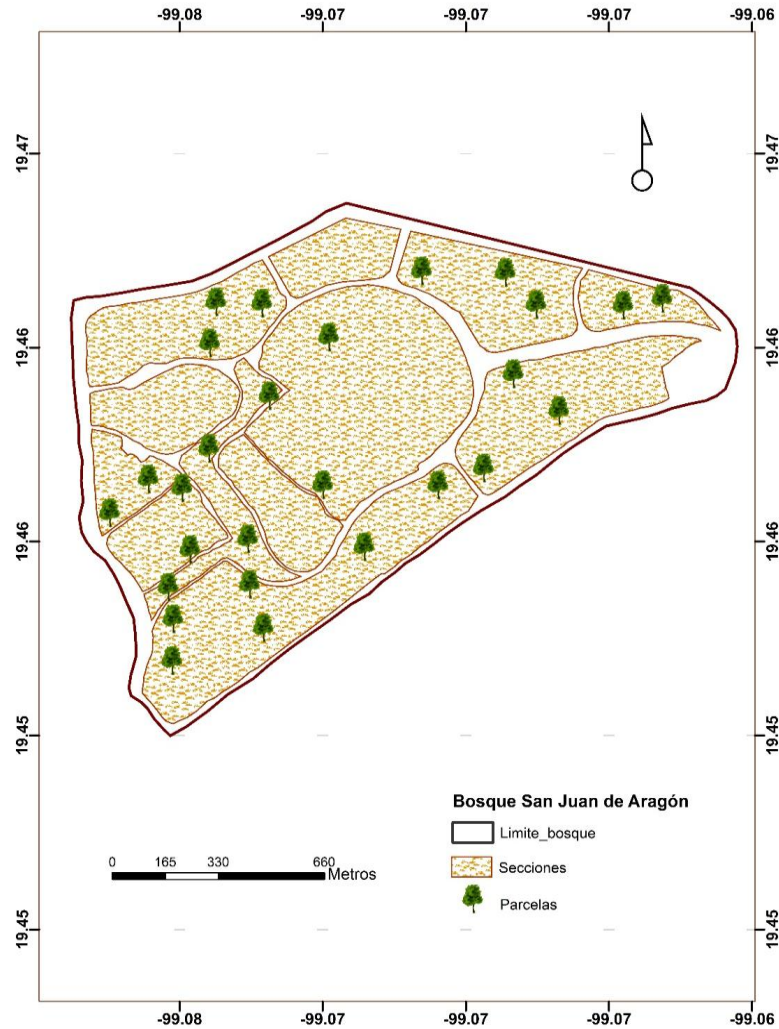 -99.08 -99.07 -99.07 -99.07 -99.06
19.47 19.47
19.46 19.46
19.46 19.46
19.45 19.45
Bosque San Juan de Aragón
Limite_bosque
0 165 330 660
Metros
Secciones
Parcelas
19.45 19.45
-99.08 -99.07 -99.07 -99.07 -99.06